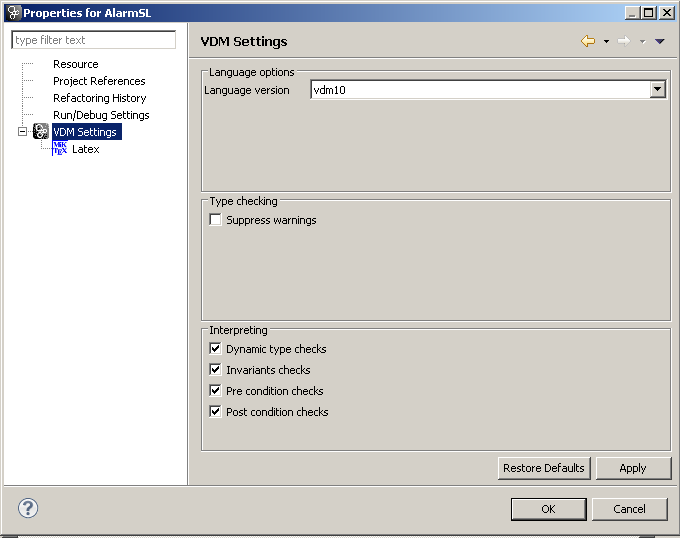 Properties for AlarmSL
type filter text
Resource
Project References
Refactoring History
Run/Debug Settings
VDM Settings
MiK
TEX
Latex
VDM Settings
Language options
Language version vdm10
Type checking
Suppress warnings
Interpreting
Dynamic type checks
Invariants checks
Pre condition checks
Post condition checks
Restore Defaults Apply
? OK Cancel